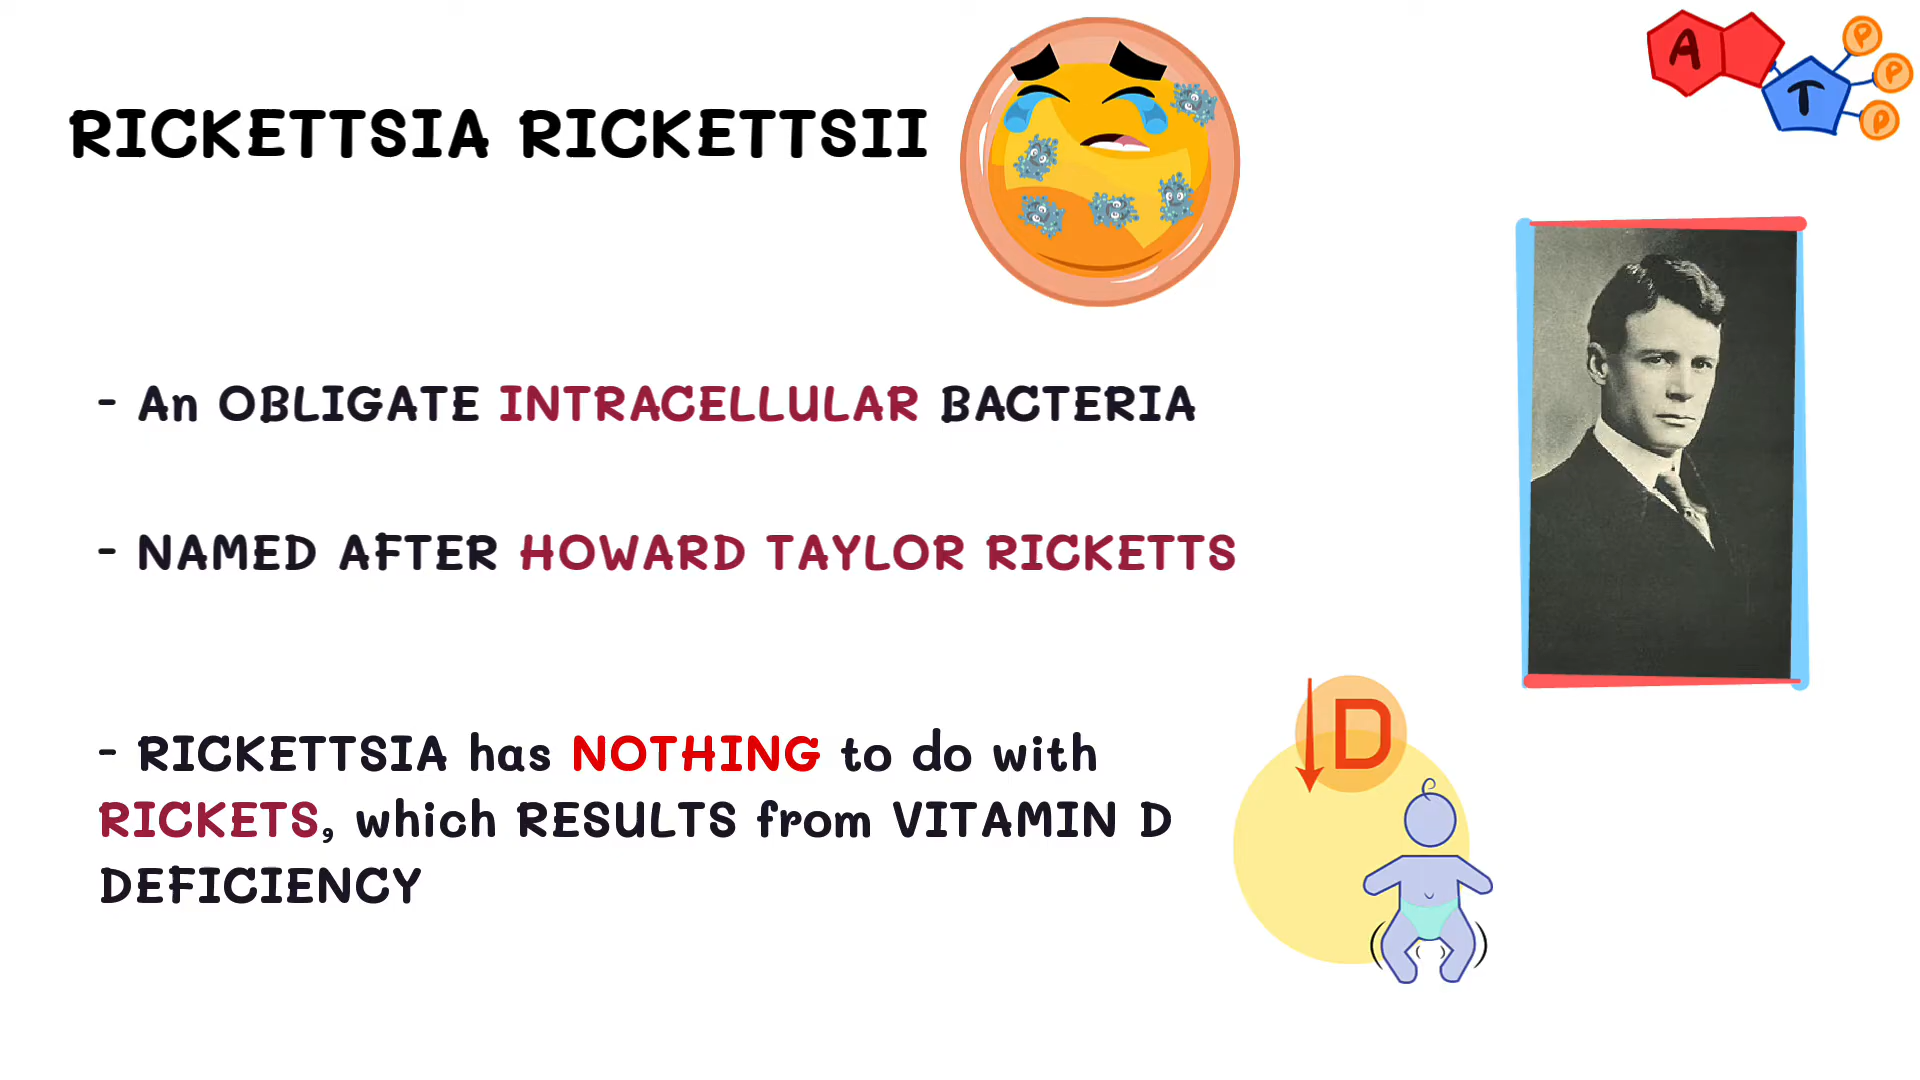 RICKETTSIA RICKETTSII
A T P P P
- An OBLIGATE INTRACELLULAR BACTERIA
- NAMED AFTER HOWARD TAYLOR RICKETTS
D
- RICKETTSIA has NOTHING to do with
RICKETS, which RESULTS from VITAMIN D
DEFICIENCY